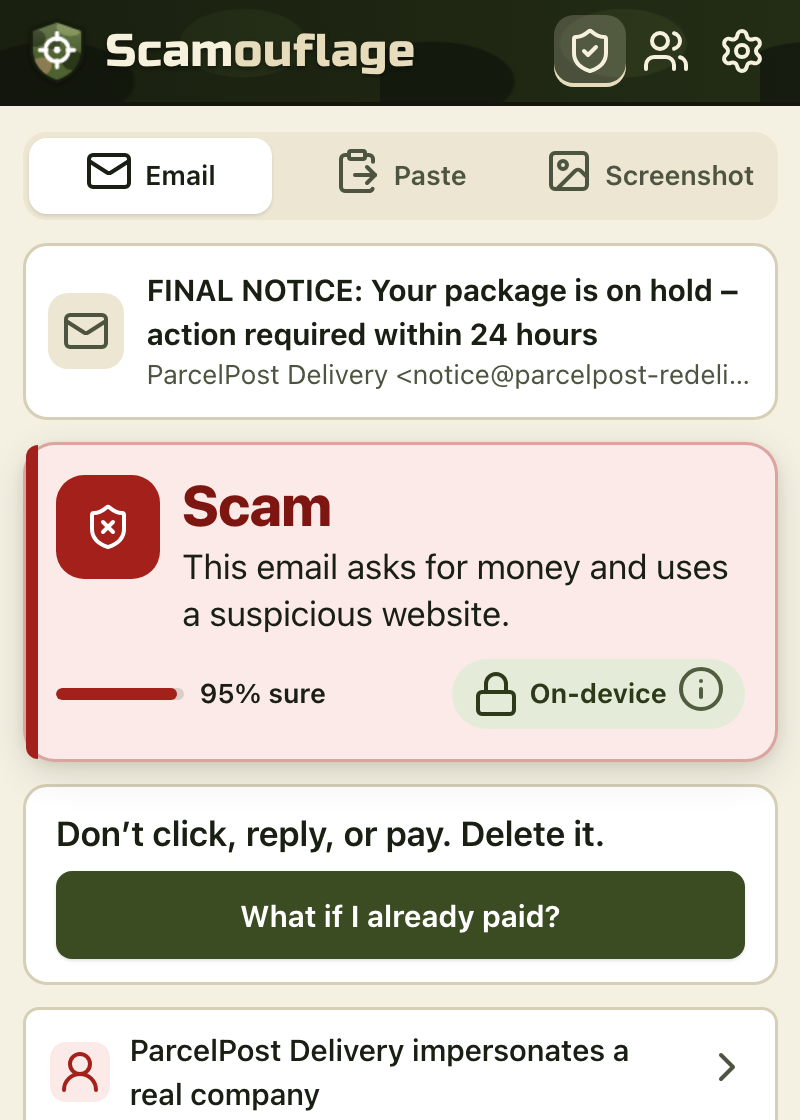 Scamouflage
Email
Paste
Screenshot
FINAL NOTICE: Your package is on hold –
action required within 24 hours
ParcelPost Delivery <notice@parcelpost-redeli...
Scam
This email asks for money and uses
a suspicious website.
95% sure
On-device
Don’t click, reply, or pay. Delete it.
What if I already paid?
ParcelPost Delivery impersonates a
real company